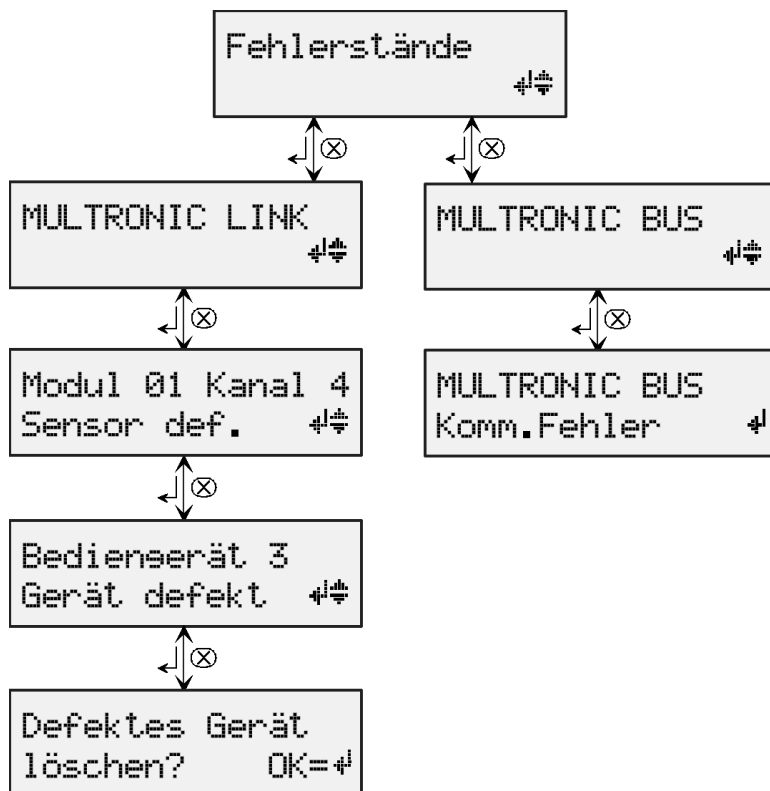 Fehlerstände
MULTRONIC LINK
MULTRONIC BUS
Modul 01 Kanal 4
Sensor def.
MULTRONIC BUS
Komm.Fehler
Bediengerät 3
Gerät defekt
Defektes Gerät
löschen? OK=↲